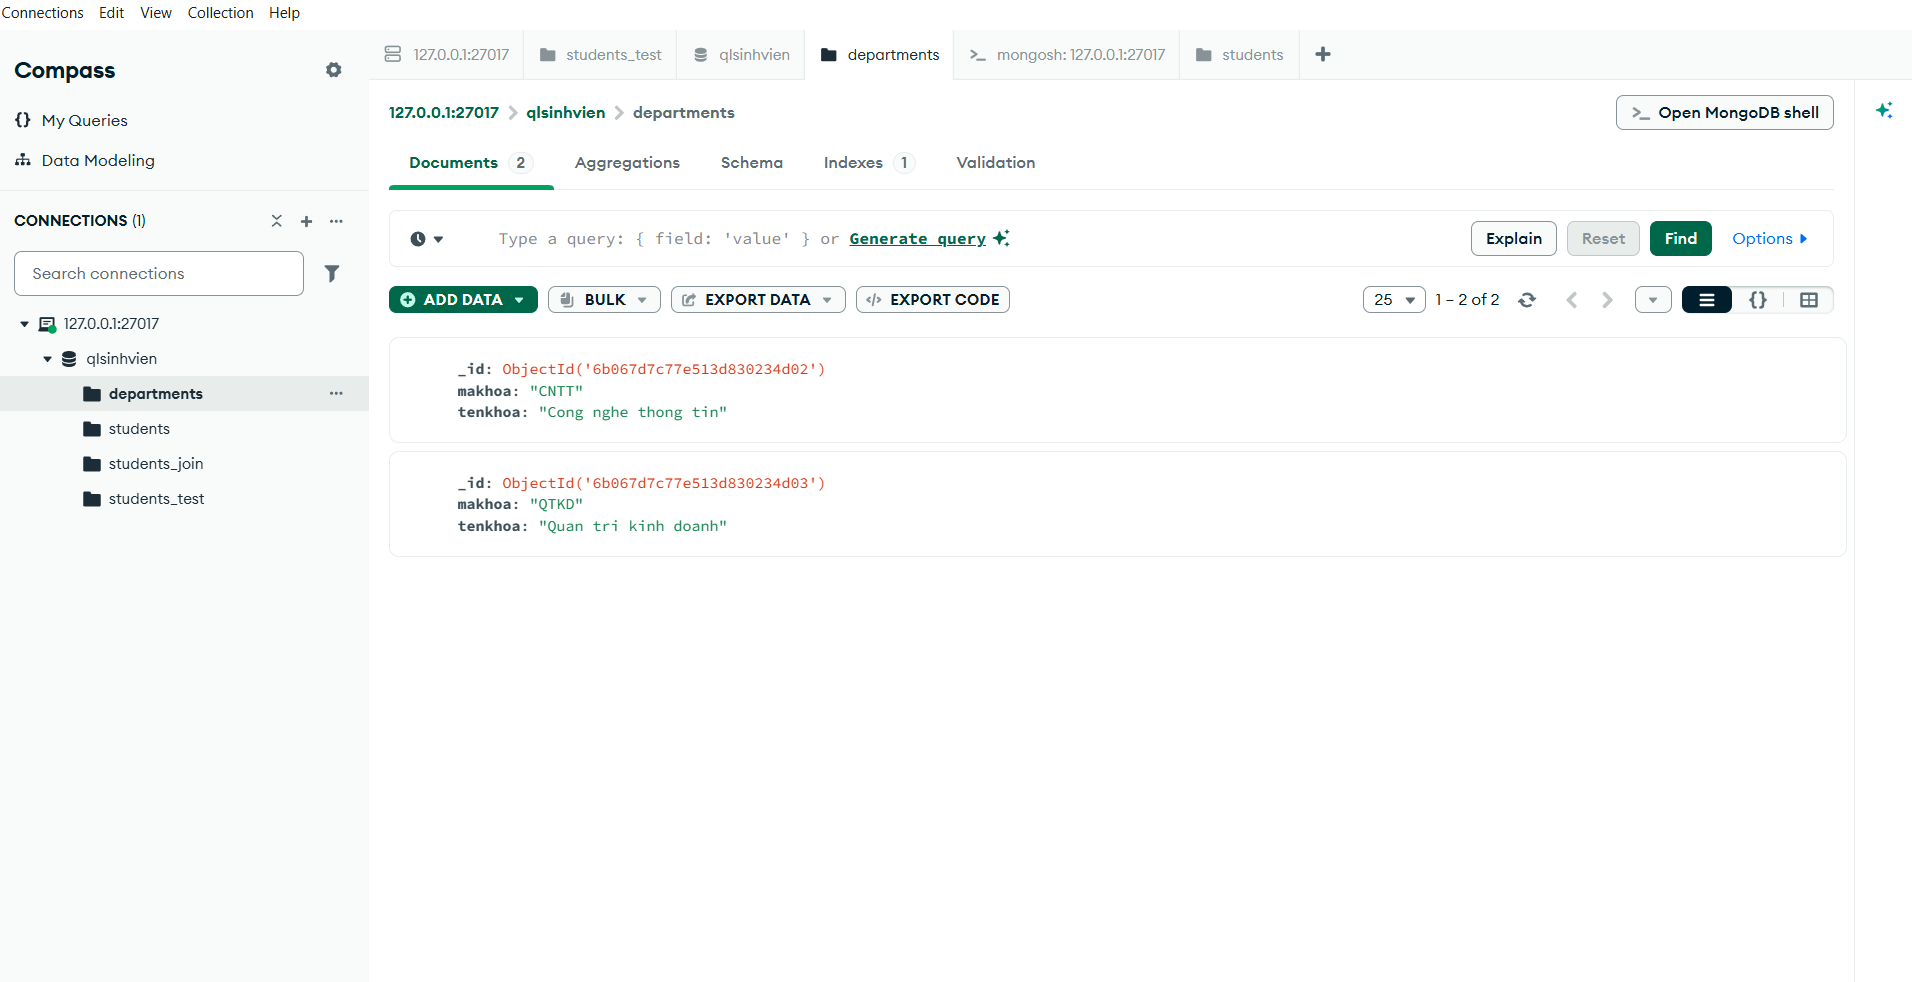 Connections Edit View Collection Help
Compass
My Queries
Data Modeling
CONNECTIONS (1)
Search connections
127.0.0.1:27017
qlsinhvien
departments
students
students_join
students_test
127.0.0.1:27017 students_test qlsinhvien departments mongosh: 127.0.0.1:27017 students
127.0.0.1:27017 > qlsinhvien > departments
Open MongoDB shell
Documents 2 Aggregations Schema Indexes 1 Validation
Type a query: { field: 'value' } or Generate query
Explain Reset Find Options
ADD DATA BULK EXPORT DATA EXPORT CODE
25 1 – 2 of 2
_id: ObjectId('6b067d7c77e513d830234d02')
makhoa: "CNTT"
tenkhoa: "Cong nghe thong tin"
_id: ObjectId('6b067d7c77e513d830234d03')
makhoa: "QTKD"
tenkhoa: "Quan tri kinh doanh"